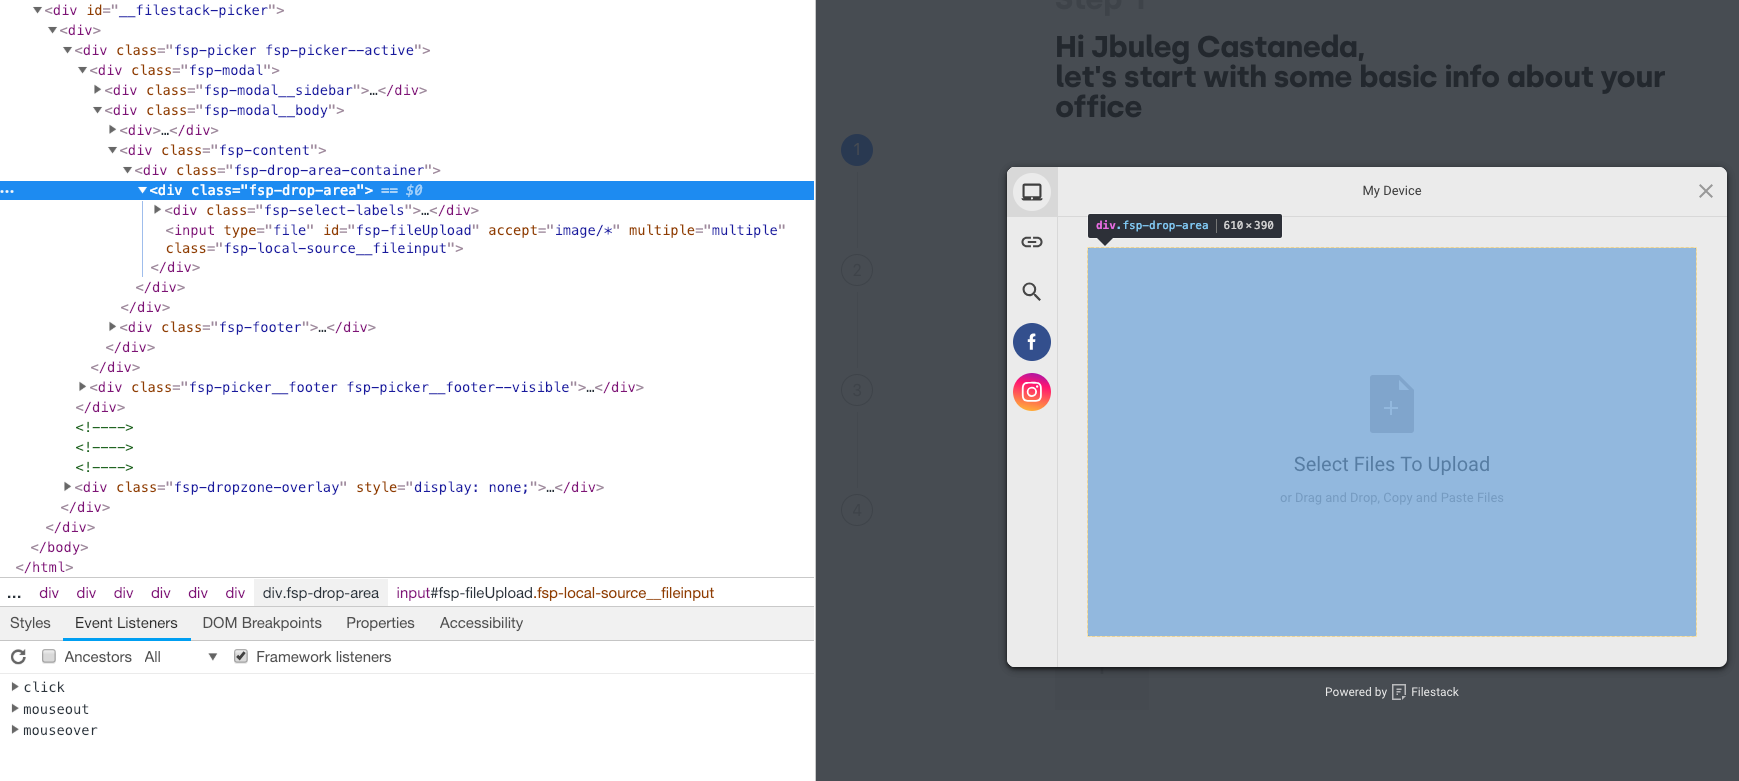 ▼<div id="__filestack-picker">
▼<div>
▼<div class="fsp-picker fsp-picker--active">
▼<div class="fsp-modal">
▶<div class="fsp-modal__sidebar">…</div>
▼<div class="fsp-modal__body">
▶<div>…</div>
▼<div class="fsp-content">
▼<div class="fsp-drop-area-container">
… ▼<div class="fsp-drop-area"> == $0
▶<div class="fsp-select-labels">…</div>
<input type="file" id="fsp-fileUpload" accept="image/*" multiple="multiple"
class="fsp-local-source__fileinput">
</div>
</div>
</div>
▶<div class="fsp-footer">…</div>
</div>
</div>
▶<div class="fsp-picker__footer fsp-picker__footer--visible">…</div>
</div>
<!---->
<!---->
<!---->
▶<div class="fsp-dropzone-overlay" style="display: none;">…</div>
</div>
</div>
</body>
</html>
... div div div div div div div.fsp-drop-area input#fsp-fileUpload.fsp-local-source__fileinput
Styles Event Listeners DOM Breakpoints Properties Accessibility
Ancestors All ▼ Framework listeners
▶click
▶mouseout
▶mouseover
Step 1
Hi Jbuleg Castaneda,
let's start with some basic info about your
office
1
2
3
4
My Device
div.fsp-drop-area | 610×390
Select Files To Upload
or Drag and Drop, Copy and Paste Files
Powered by Filestack